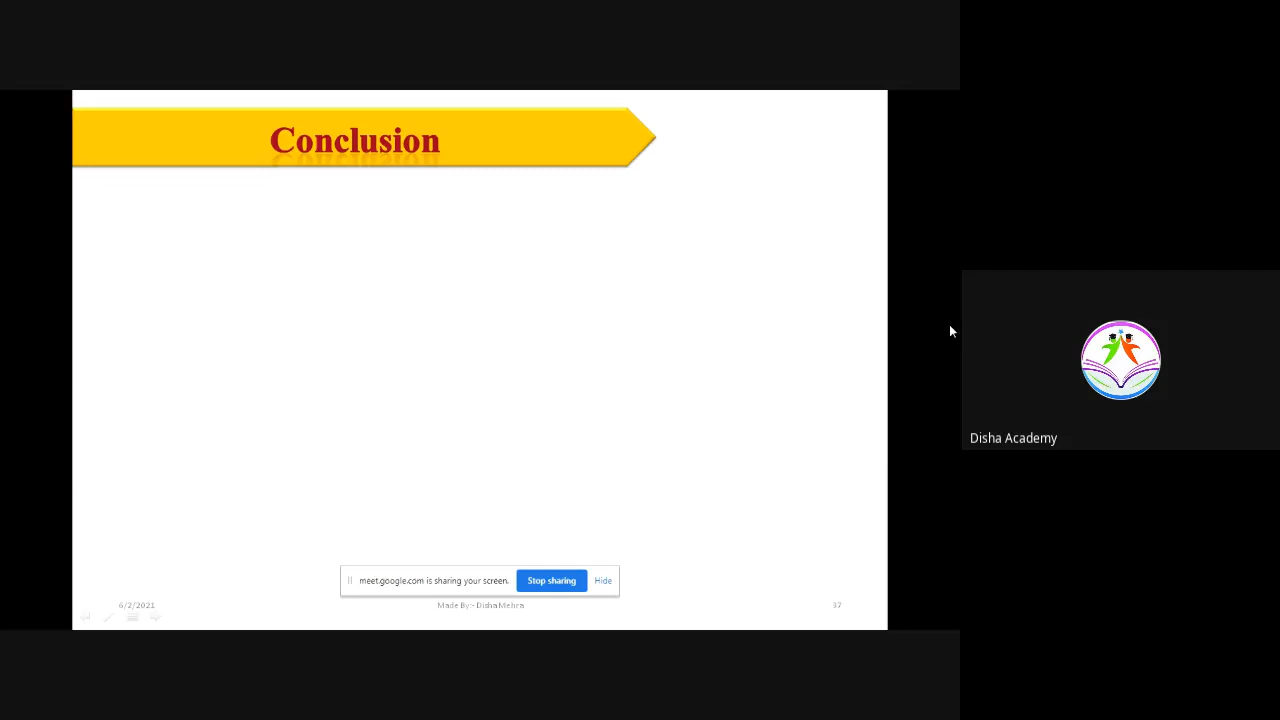 Conclusion
Disha Academy
meet.google.com is sharing your screen.
Stop sharing
Hide
6/2/2021
Made By:- Disha Mehra
37